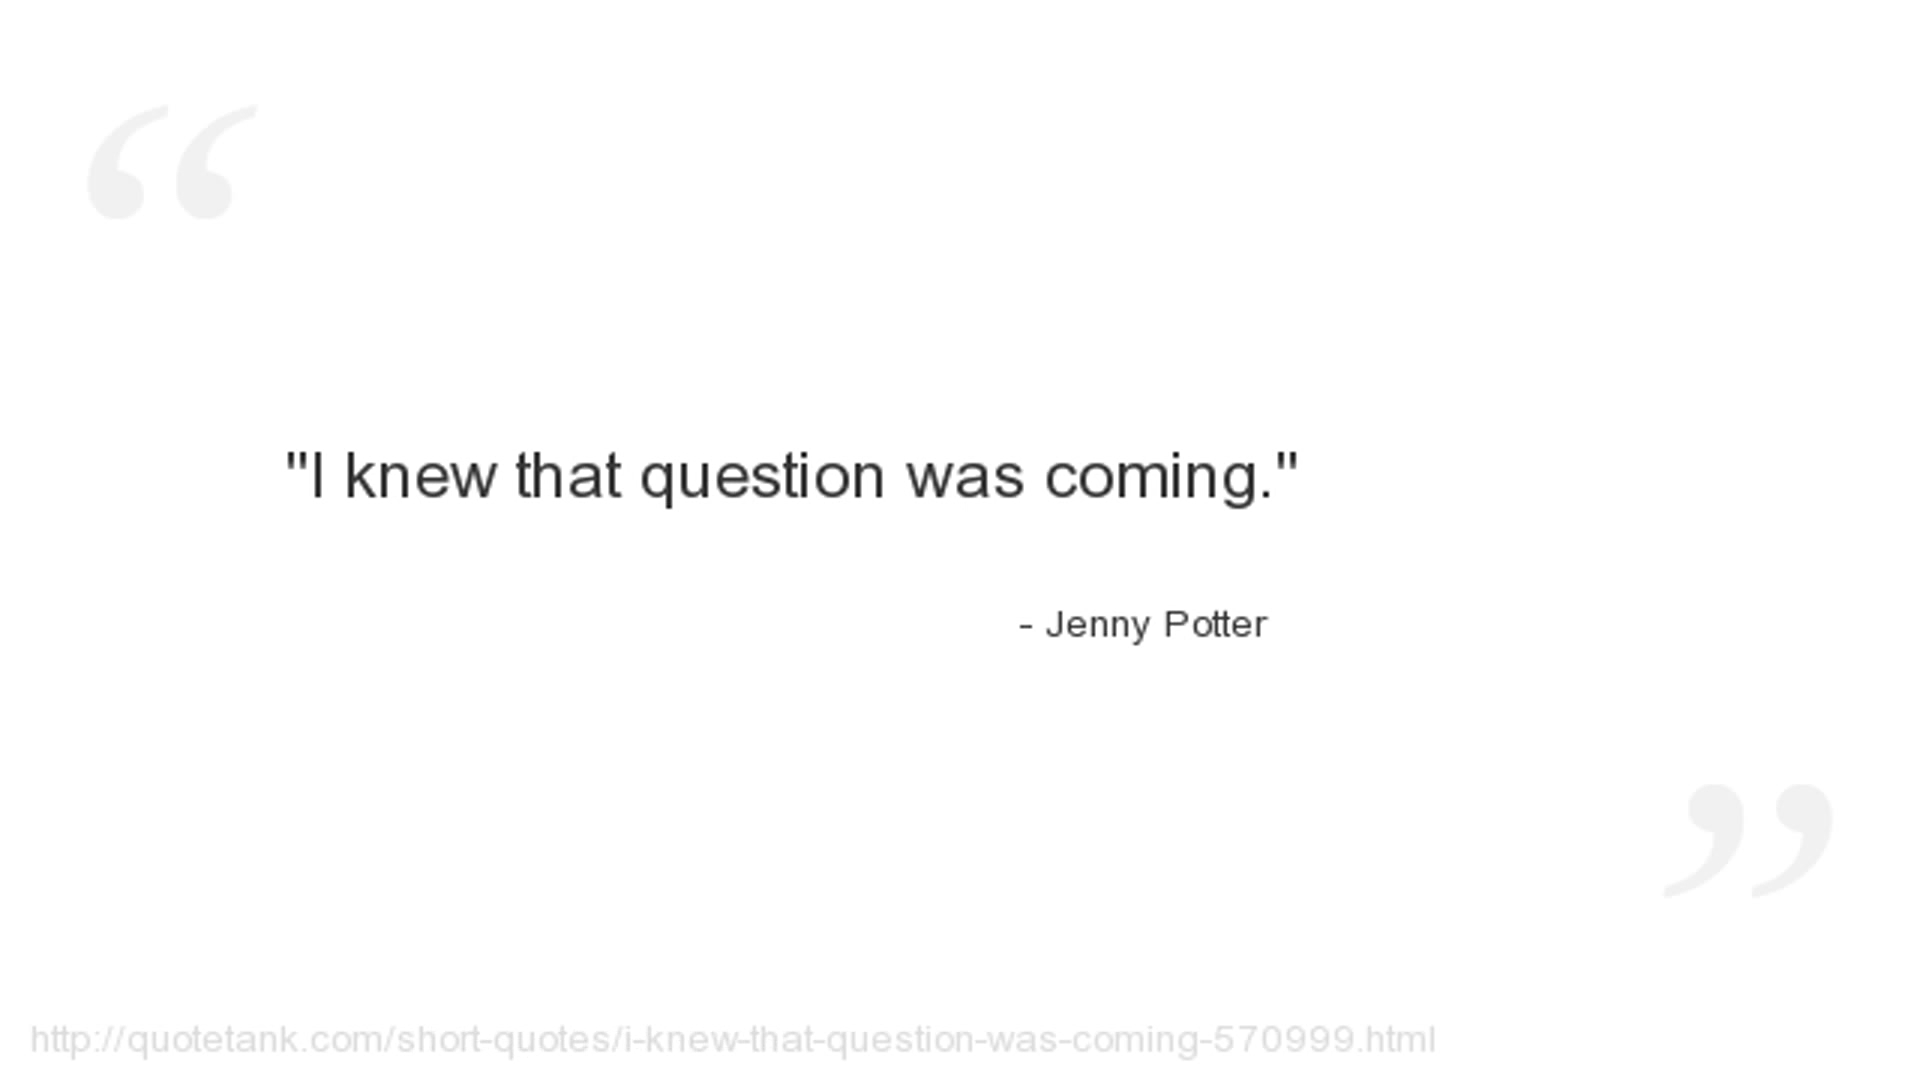 "I knew that question was coming."
- Jenny Potter
http://quotetank.com/short-quotes/i-knew-that-question-was-coming-570999.html